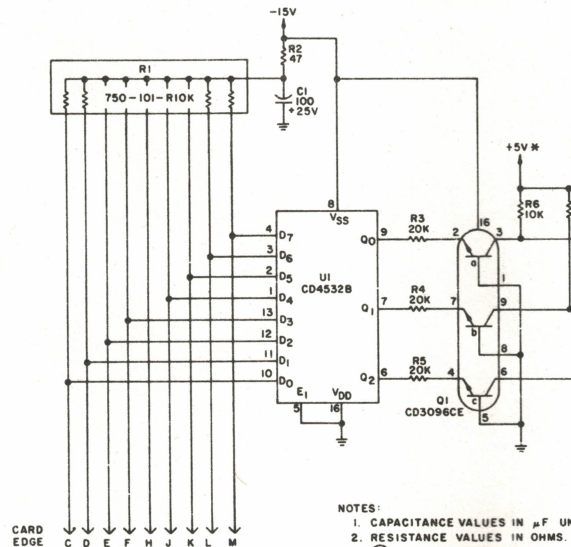 -15V
R2
47
R1
750-101-R10K
C1
100
+25V
+5V*
R6
10K
8
VSS
16
4 D7
3 D6
2 D5
1 D4
13 D3
12 D2
11 D1
10 D0
U1
CD4532B
Q0 9
R3
20K
2 3
a
1
Q1 7
R4
20K
7 9
b
8
Q2 6
R5
20K
4 6
c
5
Q1
CD3096CE
E1 VDD
5 16
CARD
EDGE C D E F H J K L M
NOTES:
1. CAPACITANCE VALUES IN µF UN
2. RESISTANCE VALUES IN OHMS.